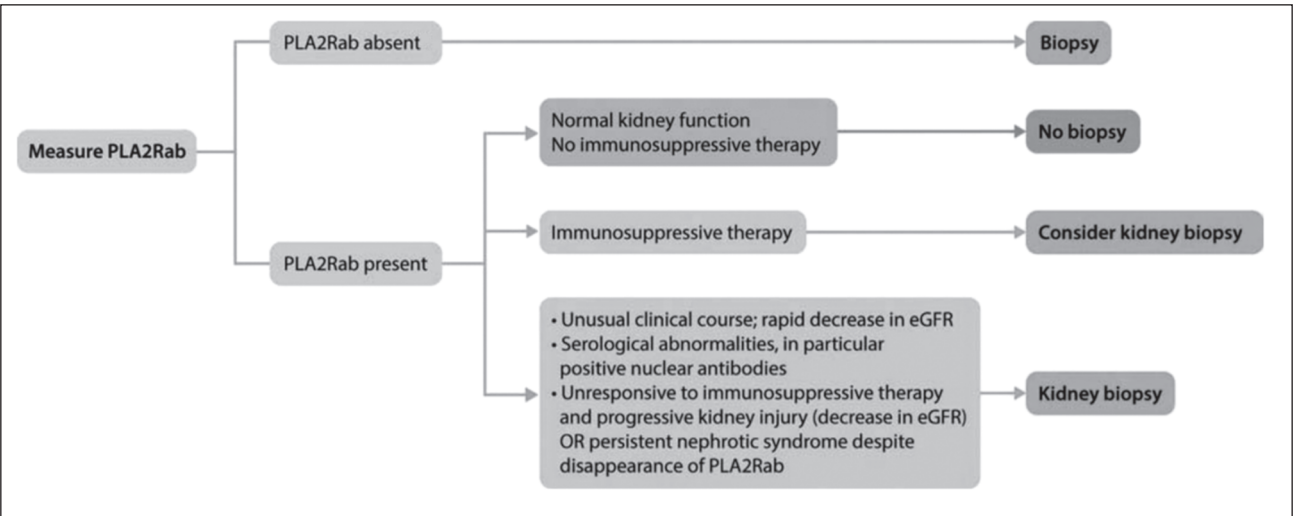 Measure PLA2Rab
PLA2Rab absent
Biopsy
PLA2Rab present
Normal kidney function
No immunosuppressive therapy
No biopsy
Immunosuppressive therapy
Consider kidney biopsy
• Unusual clinical course; rapid decrease in eGFR
• Serological abnormalities, in particular
positive nuclear antibodies
• Unresponsive to immunosuppressive therapy
and progressive kidney injury (decrease in eGFR)
OR persistent nephrotic syndrome despite
disappearance of PLA2Rab
Kidney biopsy